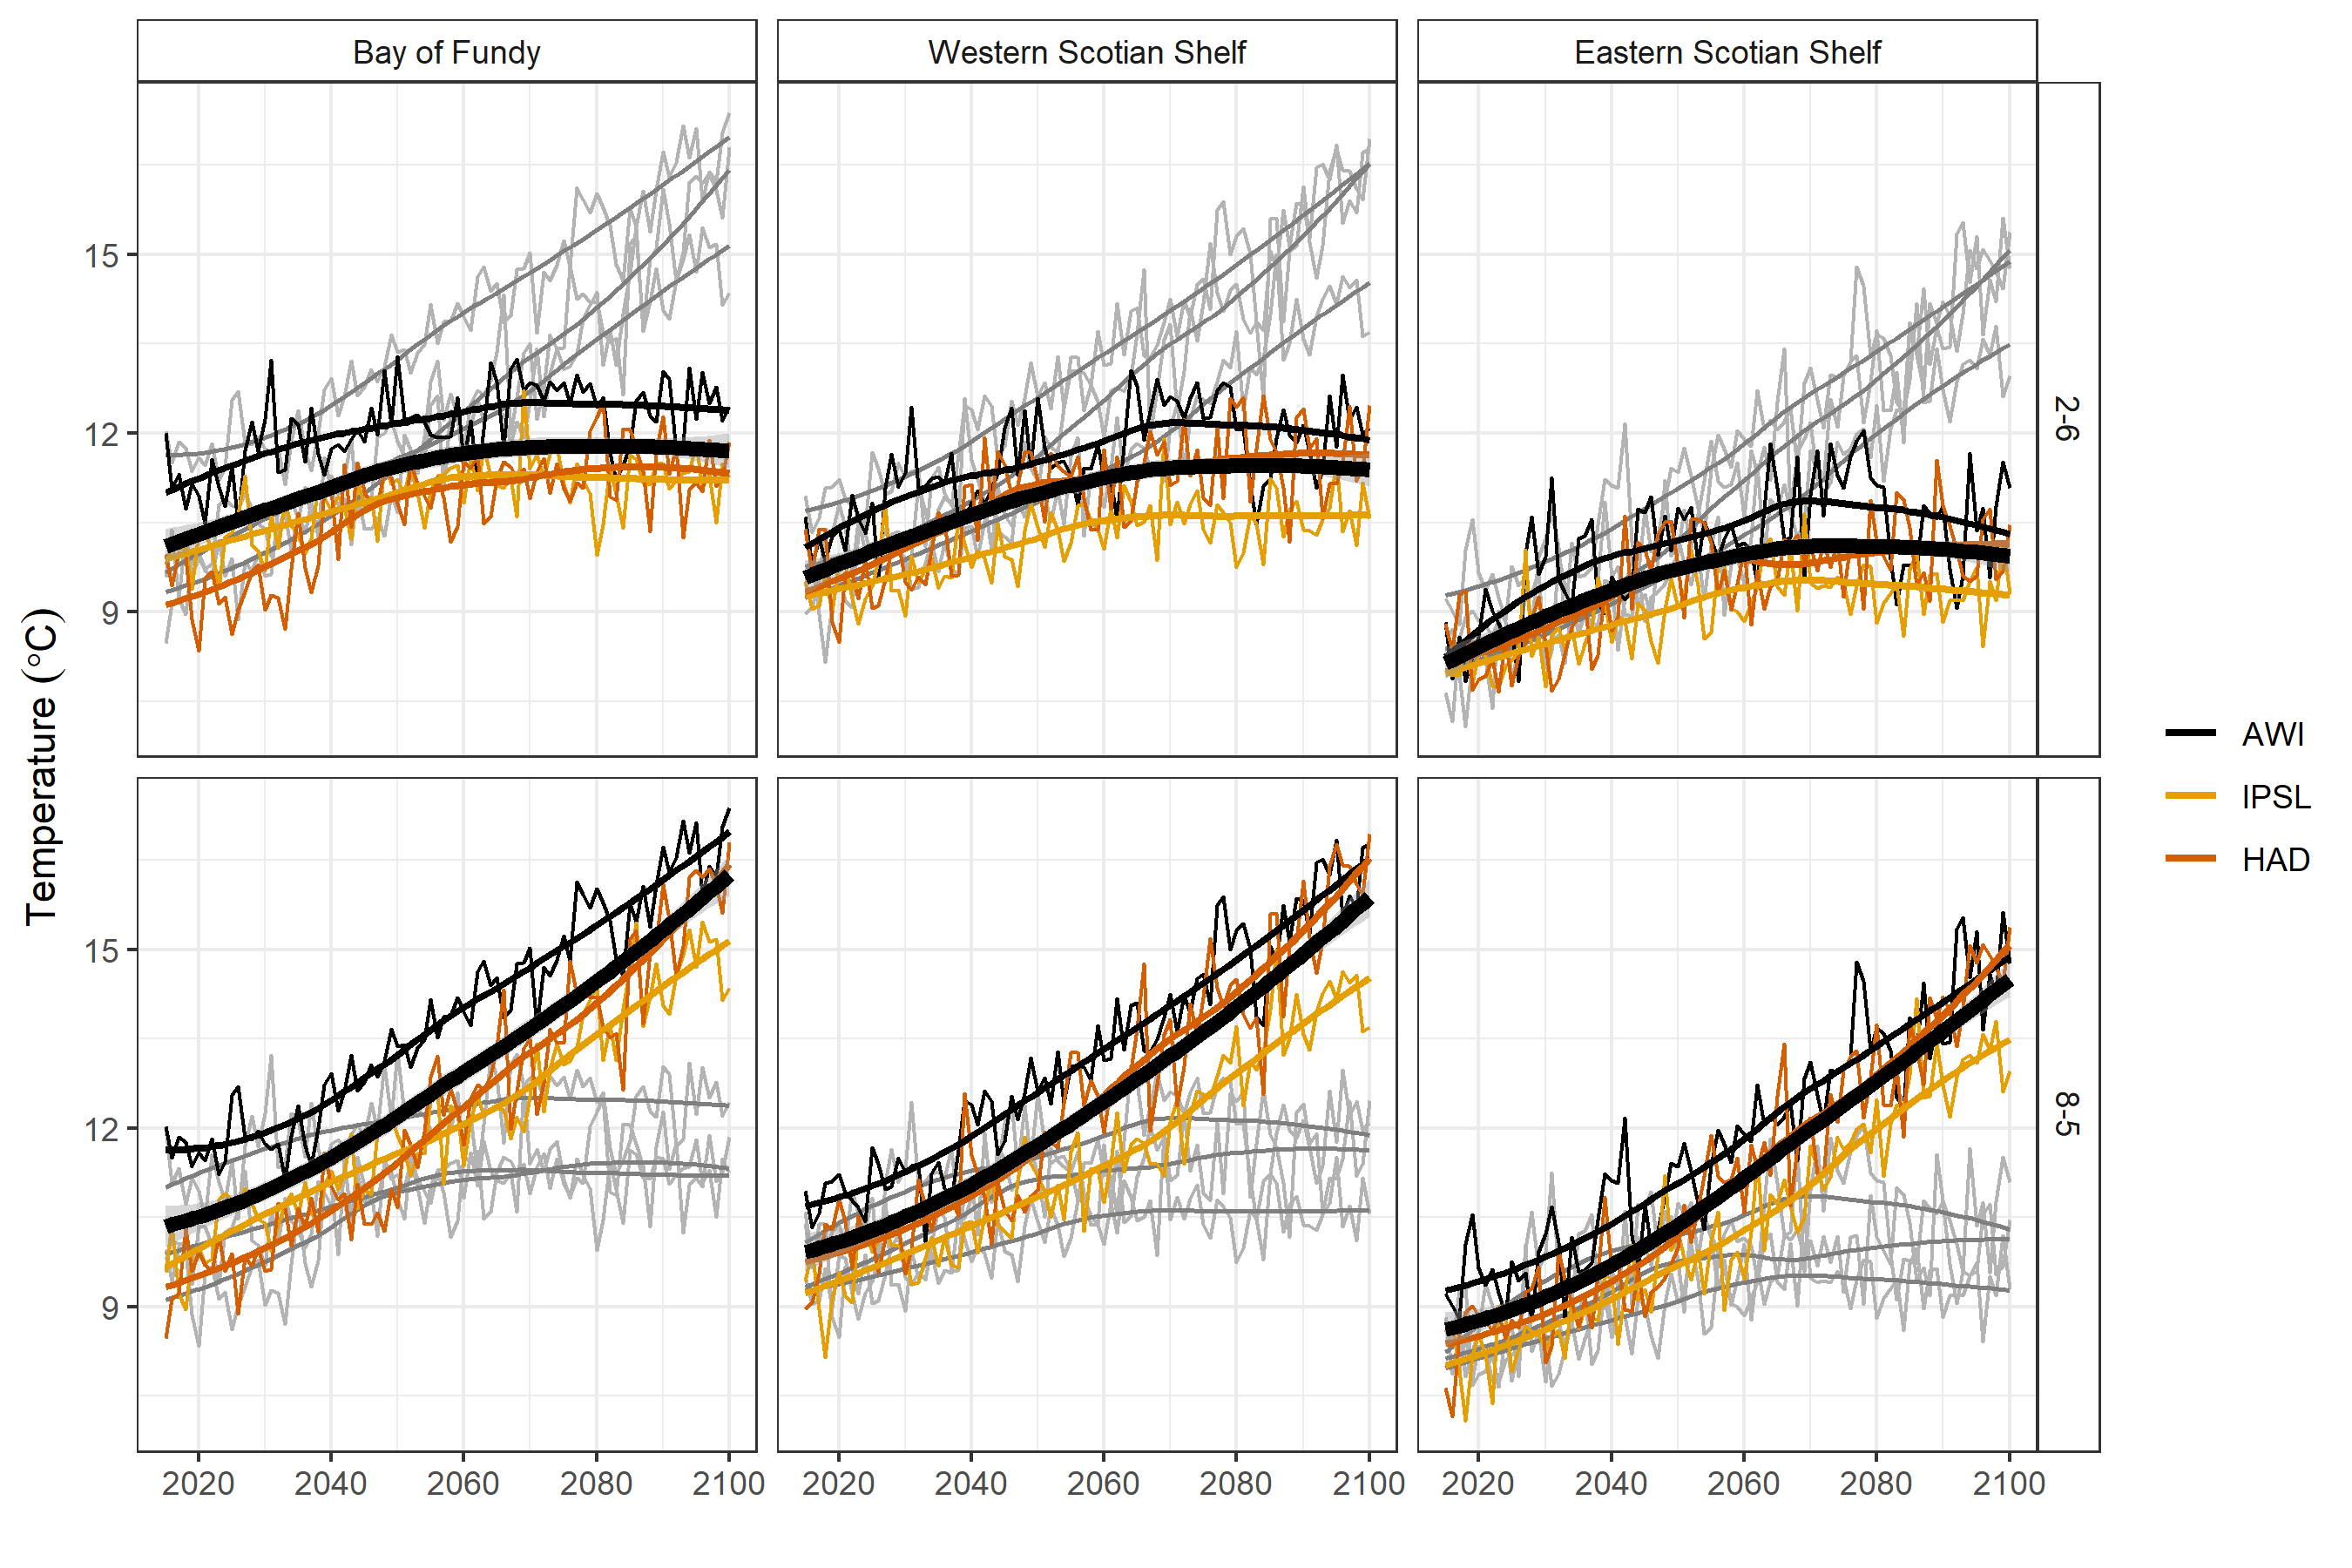 Bay of Fundy
Western Scotian Shelf
Eastern Scotian Shelf
Temperature (°C)
15
12
9
2-6
15
12
9
8-5
2020 2040 2060 2080 2100
2020 2040 2060 2080 2100
2020 2040 2060 2080 2100
AWI
IPSL
HAD